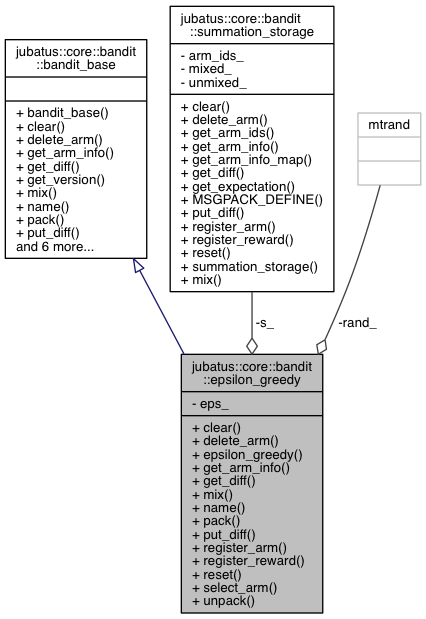 jubatus::core::bandit
::bandit_base
+ bandit_base()
+ clear()
+ delete_arm()
+ get_arm_info()
+ get_diff()
+ get_version()
+ mix()
+ name()
+ pack()
+ put_diff()
and 6 more...
jubatus::core::bandit
::summation_storage
- arm_ids_
- mixed_
- unmixed_
+ clear()
+ delete_arm()
+ get_arm_ids()
+ get_arm_info()
+ get_arm_info_map()
+ get_diff()
+ get_expectation()
+ MSGPACK_DEFINE()
+ put_diff()
+ register_arm()
+ register_reward()
+ reset()
+ summation_storage()
+ mix()
mtrand
-s_
-rand_
jubatus::core::bandit
::epsilon_greedy
- eps_
+ clear()
+ delete_arm()
+ epsilon_greedy()
+ get_arm_info()
+ get_diff()
+ mix()
+ name()
+ pack()
+ put_diff()
+ register_arm()
+ register_reward()
+ reset()
+ select_arm()
+ unpack()